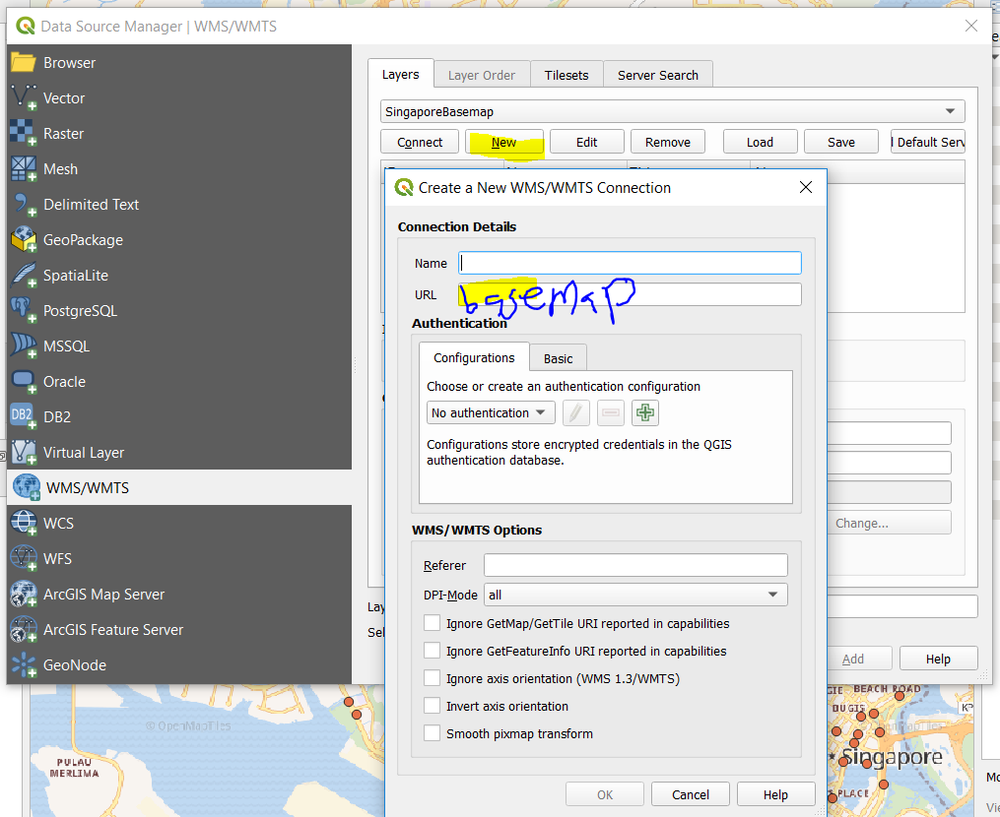 Data Source Manager | WMS/WMTS
Browser
Vector
Raster
Mesh
Delimited Text
GeoPackage
SpatiaLite
PostgreSQL
MSSQL
Oracle
DB2
DB2
Virtual Layer
WMS/WMTS
WCS
WFS
ArcGIS Map Server
ArcGIS Feature Server
GeoNode
Layers Layer Order Tilesets Server Search
SingaporeBasemap
Connect New Edit Remove Load Save Default Serv
Create a New WMS/WMTS Connection
Connection Details
Name
URL basemap
Authentication
Configurations Basic
Choose or create an authentication configuration
No authentication
Configurations store encrypted credentials in the QGIS
authentication database.
WMS/WMTS Options
Referer
DPI-Mode all
Ignore GetMap/GetTile URI reported in capabilities
Ignore GetFeatureInfo URI reported in capabilities
Ignore axis orientation (WMS 1.3/WMTS)
Invert axis orientation
Smooth pixmap transform
OK Cancel Help
Change...
Lay
Sel
Add Help
© OpenMapTiles
PULAU
MERLIMA
GIE BEACH ROAD
DUGIS
OpenMapTiles
Singapore
S PLACE
Mo
Vie